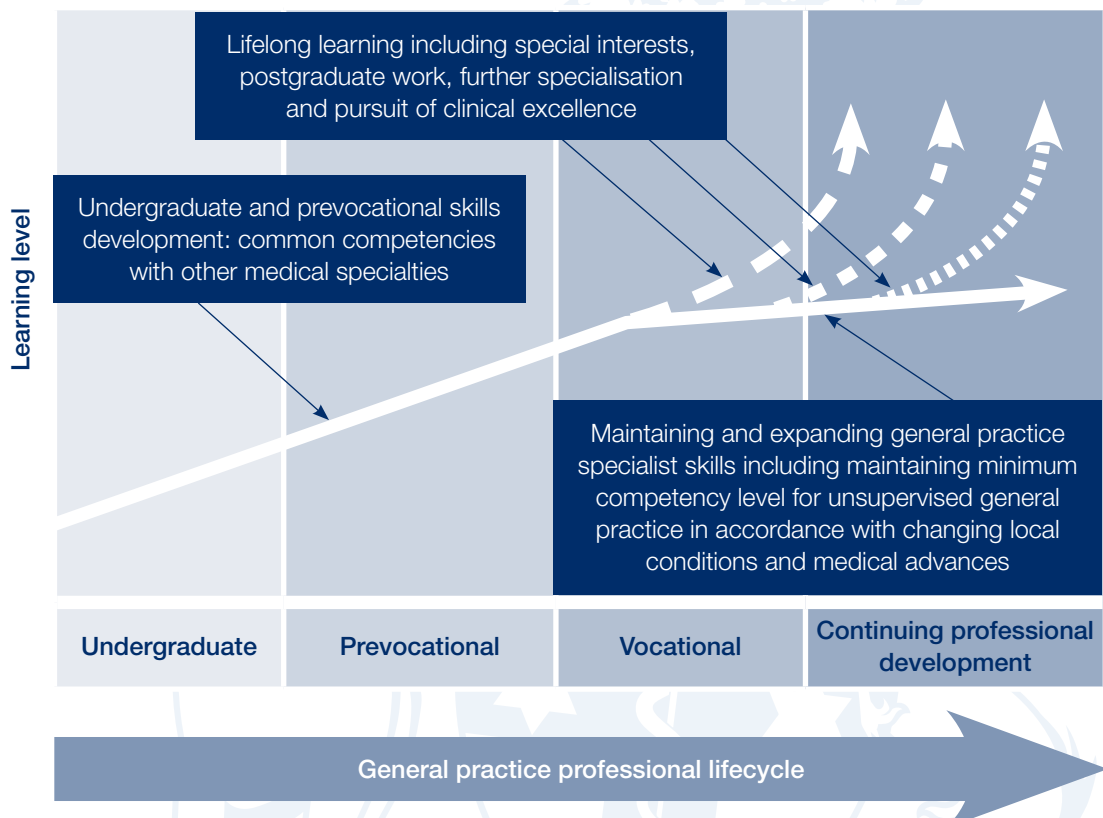 Lifelong learning including special interests,
postgraduate work, further specialisation
and pursuit of clinical excellence
Learning level
Undergraduate and prevocational skills
development: common competencies
with other medical specialties
Maintaining and expanding general practice
specialist skills including maintaining minimum
competency level for unsupervised general
practice in accordance with changing local
conditions and medical advances
Undergraduate
Prevocational
Vocational
Continuing professional
development
General practice professional lifecycle